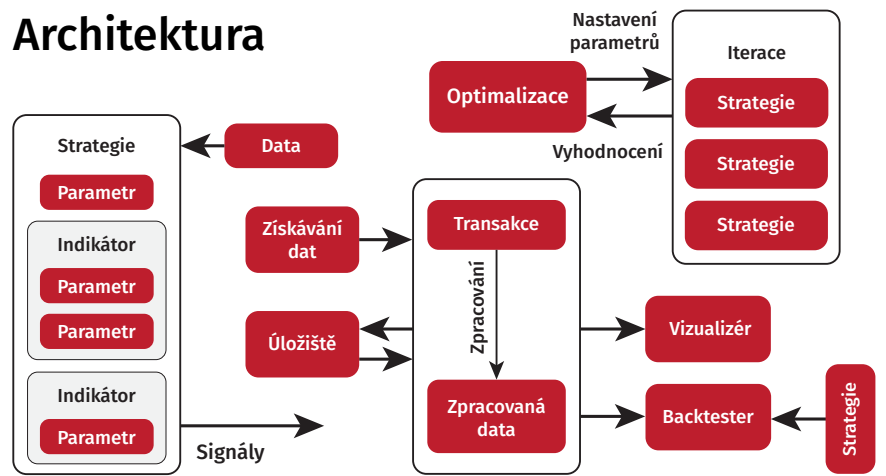 Architektura
Strategie
Parametr
Indikátor
Parametr
Parametr
Indikátor
Parametr
Data
Signály
Získávání
dat
Úložiště
Transakce
Zpracování
Zpracovaná
data
Optimalizace
Nastavení
parametrů
Vyhodnocení
Iterace
Strategie
Strategie
Strategie
Vizualizér
Backtester
Strategie